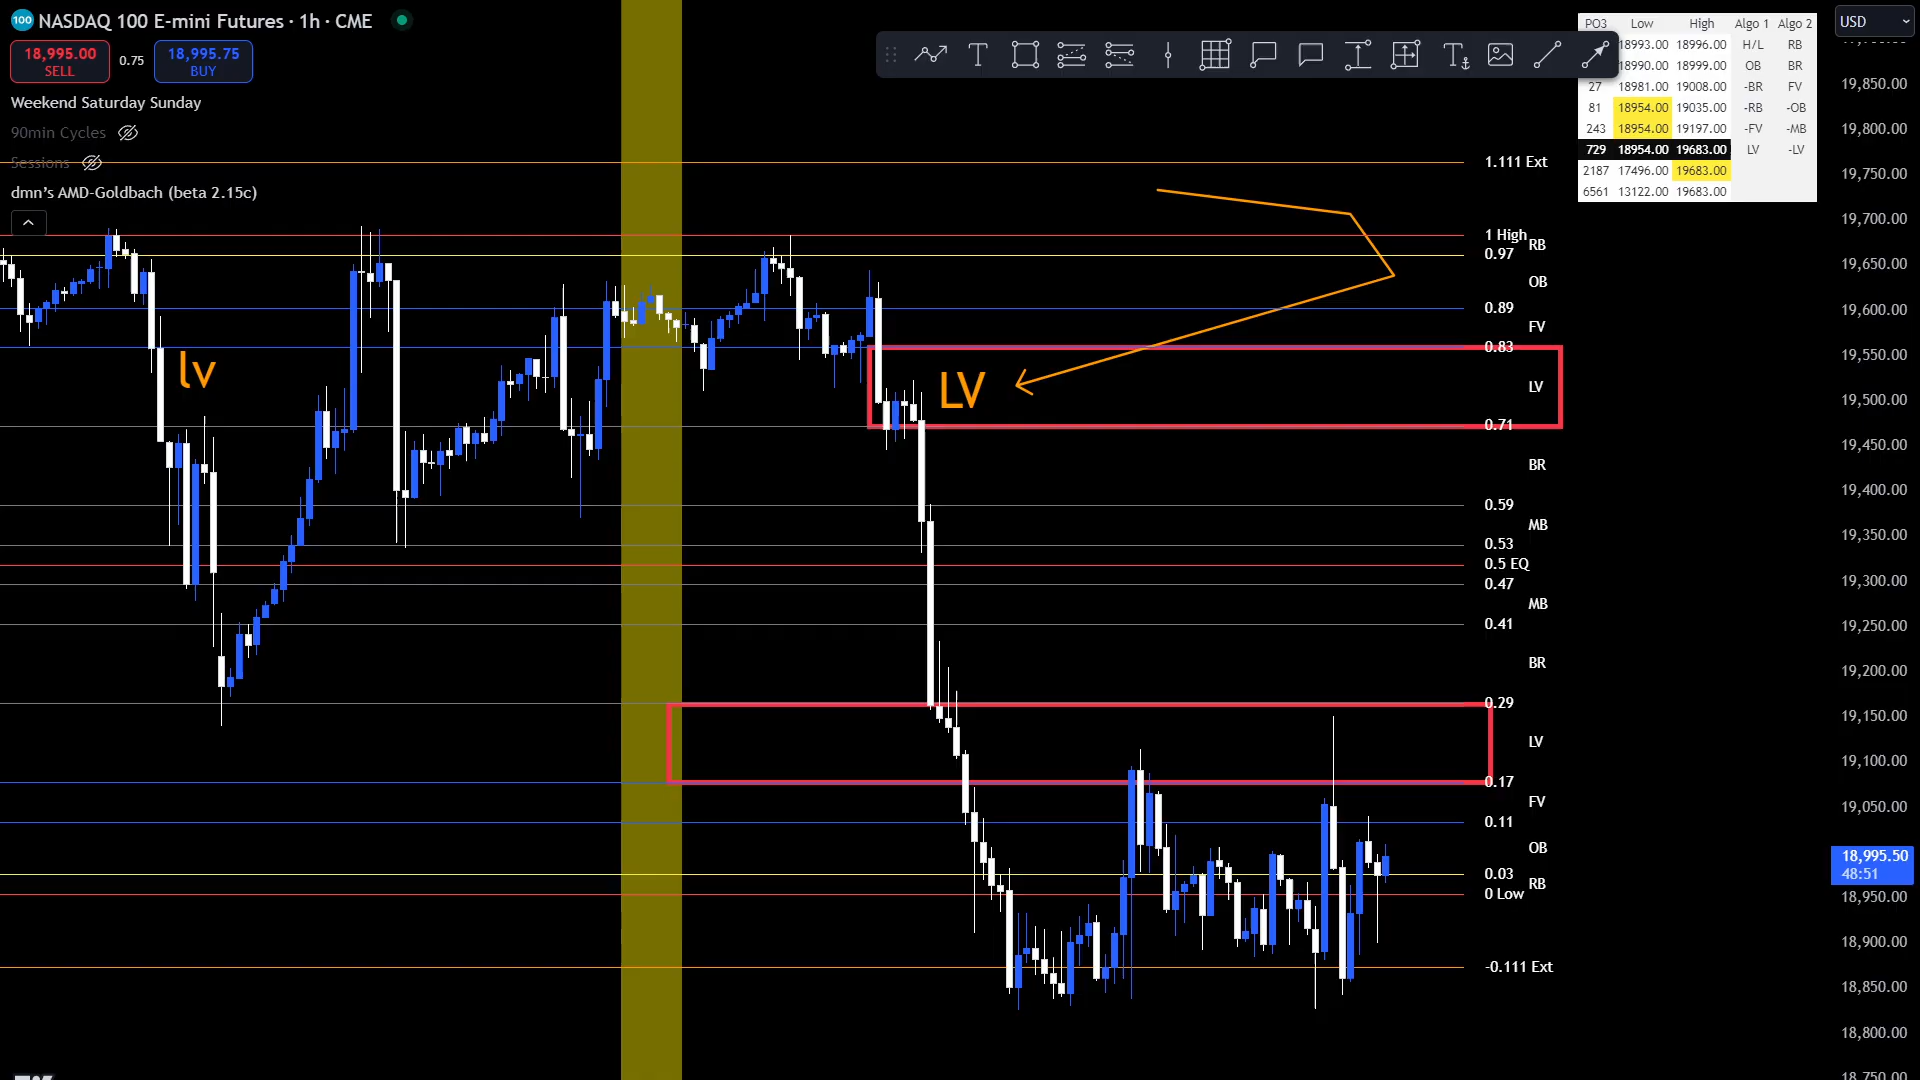 100 NASDAQ 100 E-mini Futures · 1h · CME
18,995.00 SELL 0.75 18,995.75 BUY
Weekend Saturday Sunday
90min Cycles
Sessions
dmn's AMD-Goldbach (beta 2.15c)
PO3 Low High Algo 1 Algo 2
18993.00 18996.00 H/L RB
18990.00 18999.00 OB BR
27 18981.00 19008.00 -BR FV
81 18954.00 19035.00 -RB -OB
243 18954.00 19197.00 -FV -MB
729 18954.00 19683.00 LV -LV
2187 17496.00 19683.00
6561 13122.00 19683.00
USD
1.111 Ext
1 High
RB
0.97
OB
0.89
FV
0.83
LV
0.71
BR
0.59
MB
0.53
0.5 EQ
0.47
MB
0.41
BR
0.29
LV
0.17
FV
0.11
OB
0.03
RB
0 Low
-0.111 Ext
lv
LV
19,850.00
19,800.00
19,750.00
19,700.00
19,650.00
19,600.00
19,550.00
19,500.00
19,450.00
19,400.00
19,350.00
19,300.00
19,250.00
19,200.00
19,150.00
19,100.00
19,050.00
18,995.50
48:51
18,950.00
18,900.00
18,850.00
18,800.00
18,750.00